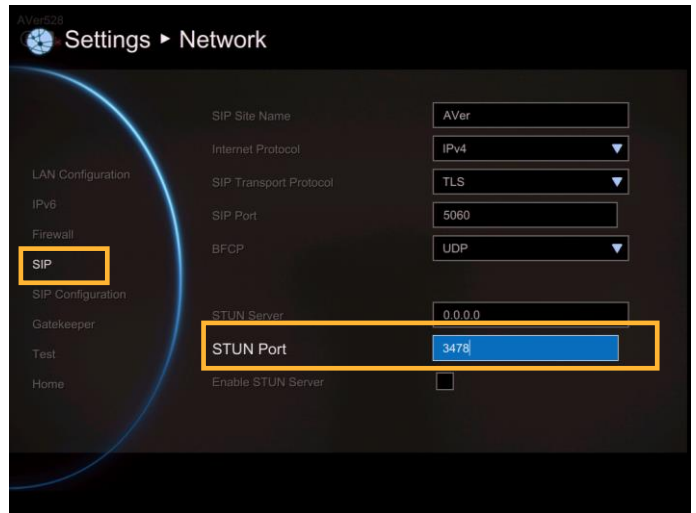 AVer528
Settings ► Network
SIP Site Name AVer
Internet Protocol IPv4
LAN Configuration
SIP Transport Protocol TLS
IPv6
SIP Port 5060
Firewall
BFCP UDP
SIP
SIP Configuration
STUN Server 0.0.0.0
Gatekeeper
STUN Port 3478
Test
Enable STUN Server
Home